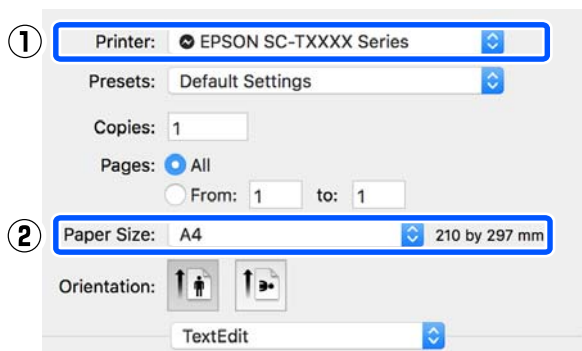 ① Printer: EPSON SC-TXXXX Series
Presets: Default Settings
Copies: 1
Pages: All
From: 1 to: 1
② Paper Size: A4 210 by 297 mm
Orientation:
TextEdit